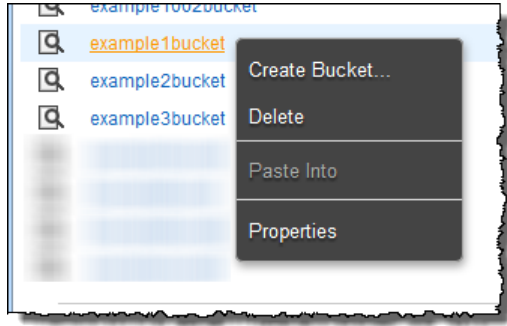 example1002bucket
example1bucket
Create Bucket...
example2bucket
Delete
example3bucket
Paste Into
Properties